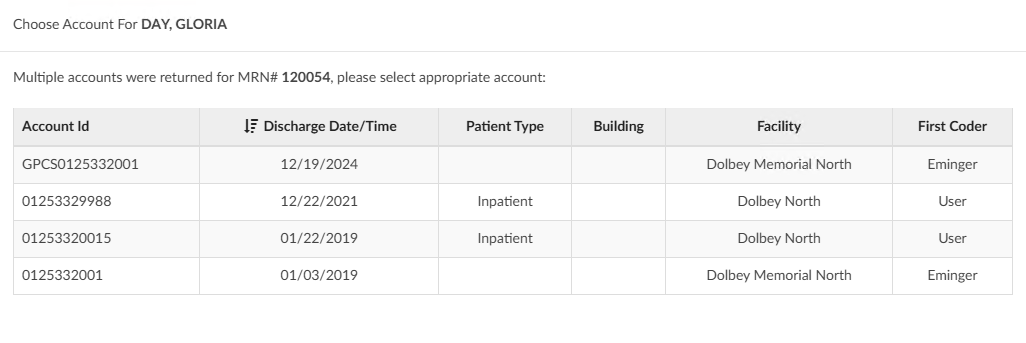 Choose Account For DAY, GLORIA
Multiple accounts were returned for MRN# 120054, please select appropriate account:
Account Id Discharge Date/Time Patient Type Building Facility First Coder
GPCS0125332001 12/19/2024 Dolbey Memorial North Eminger
01253329988 12/22/2021 Inpatient Dolbey North User
01253320015 01/22/2019 Inpatient Dolbey North User
0125332001 01/03/2019 Dolbey Memorial North Eminger